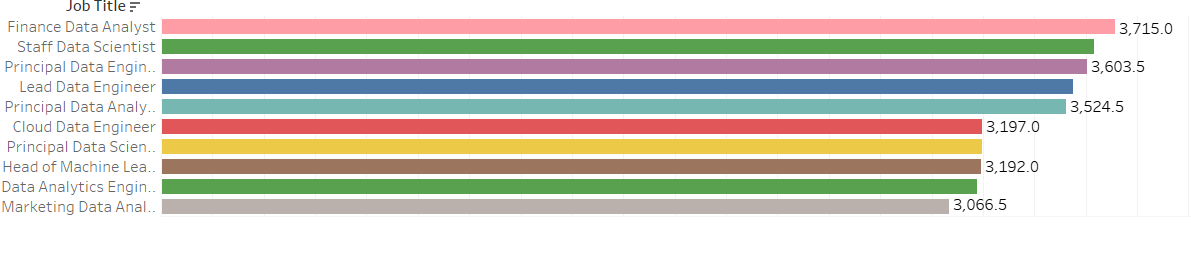 Job Title
Finance Data Analyst 3,715.0
Staff Data Scientist
Principal Data Engin.. 3,603.5
Lead Data Engineer
Principal Data Analy.. 3,524.5
Cloud Data Engineer 3,197.0
Principal Data Scien..
Head of Machine Lea.. 3,192.0
Data Analytics Engin..
Marketing Data Anal.. 3,066.5